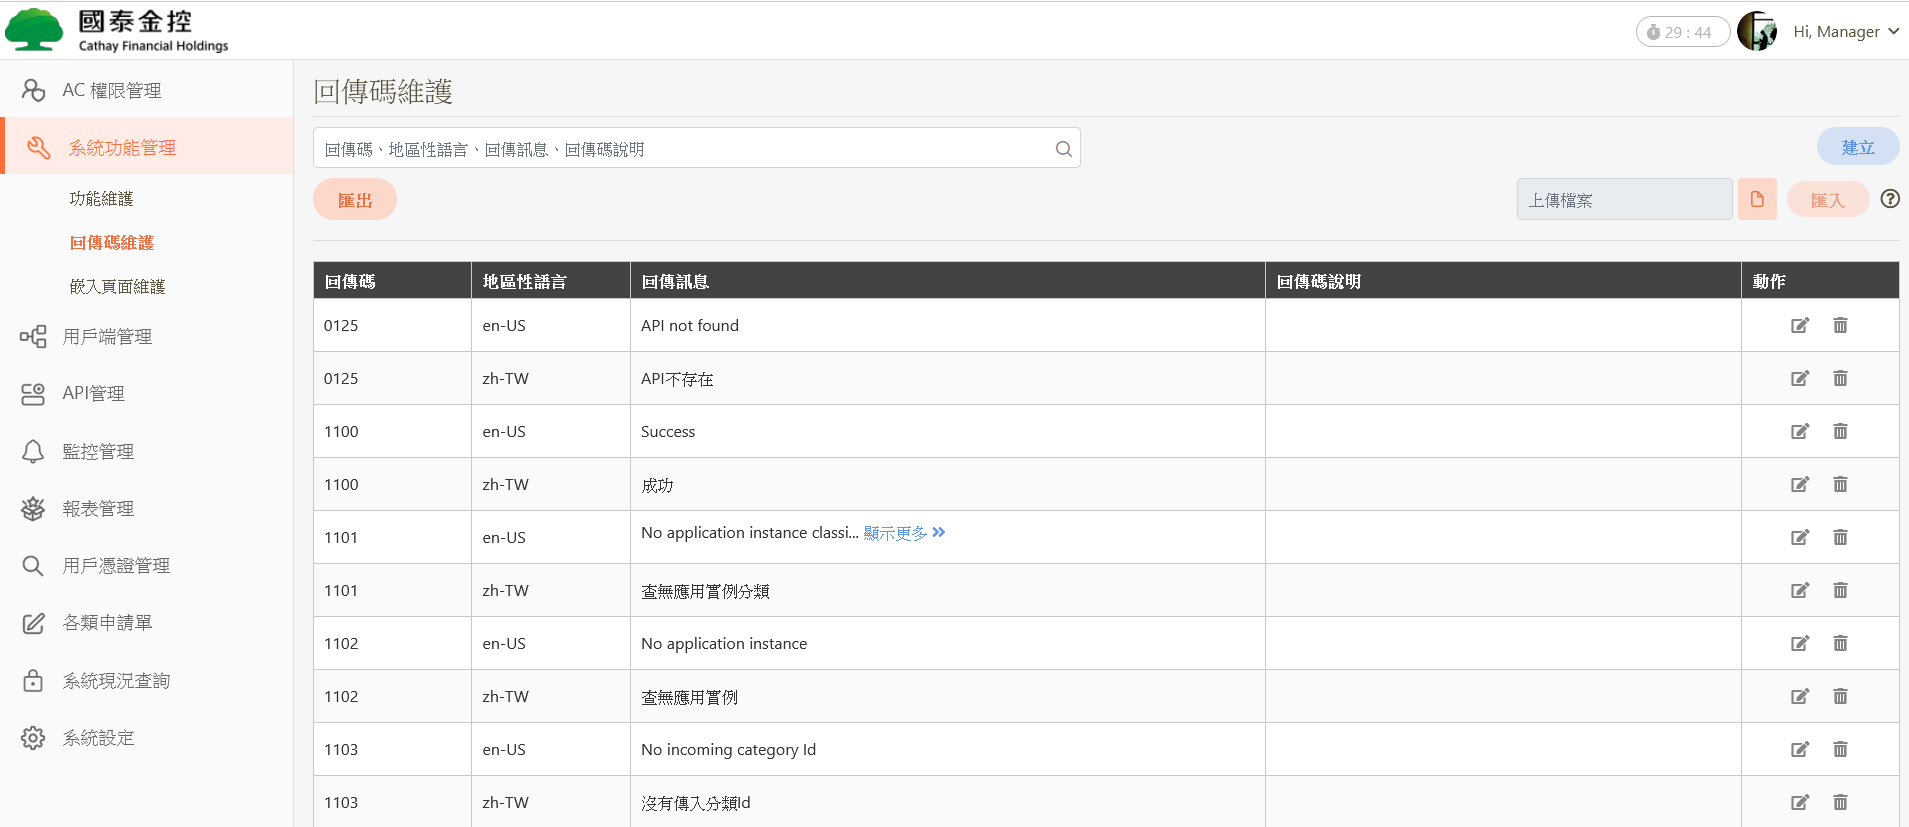 國泰金控
Cathay Financial Holdings
29 : 44
Hi, Manager
AC 權限管理
系統功能管理
功能維護
回傳碼維護
嵌入頁面維護
用戶端管理
API管理
監控管理
報表管理
用戶憑證管理
各類申請單
系統現況查詢
系統設定
回傳碼維護
回傳碼、地區性語言、回傳訊息、回傳碼說明
建立
匯出
上傳檔案
匯入
回傳碼 地區性語言 回傳訊息 回傳碼說明 動作
0125 en-US API not found
0125 zh-TW API不存在
1100 en-US Success
1100 zh-TW 成功
1101 en-US No application instance classi... 顯示更多
1101 zh-TW 查無應用實例分類
1102 en-US No application instance
1102 zh-TW 查無應用實例
1103 en-US No incoming category Id
1103 zh-TW 沒有傳入分類Id